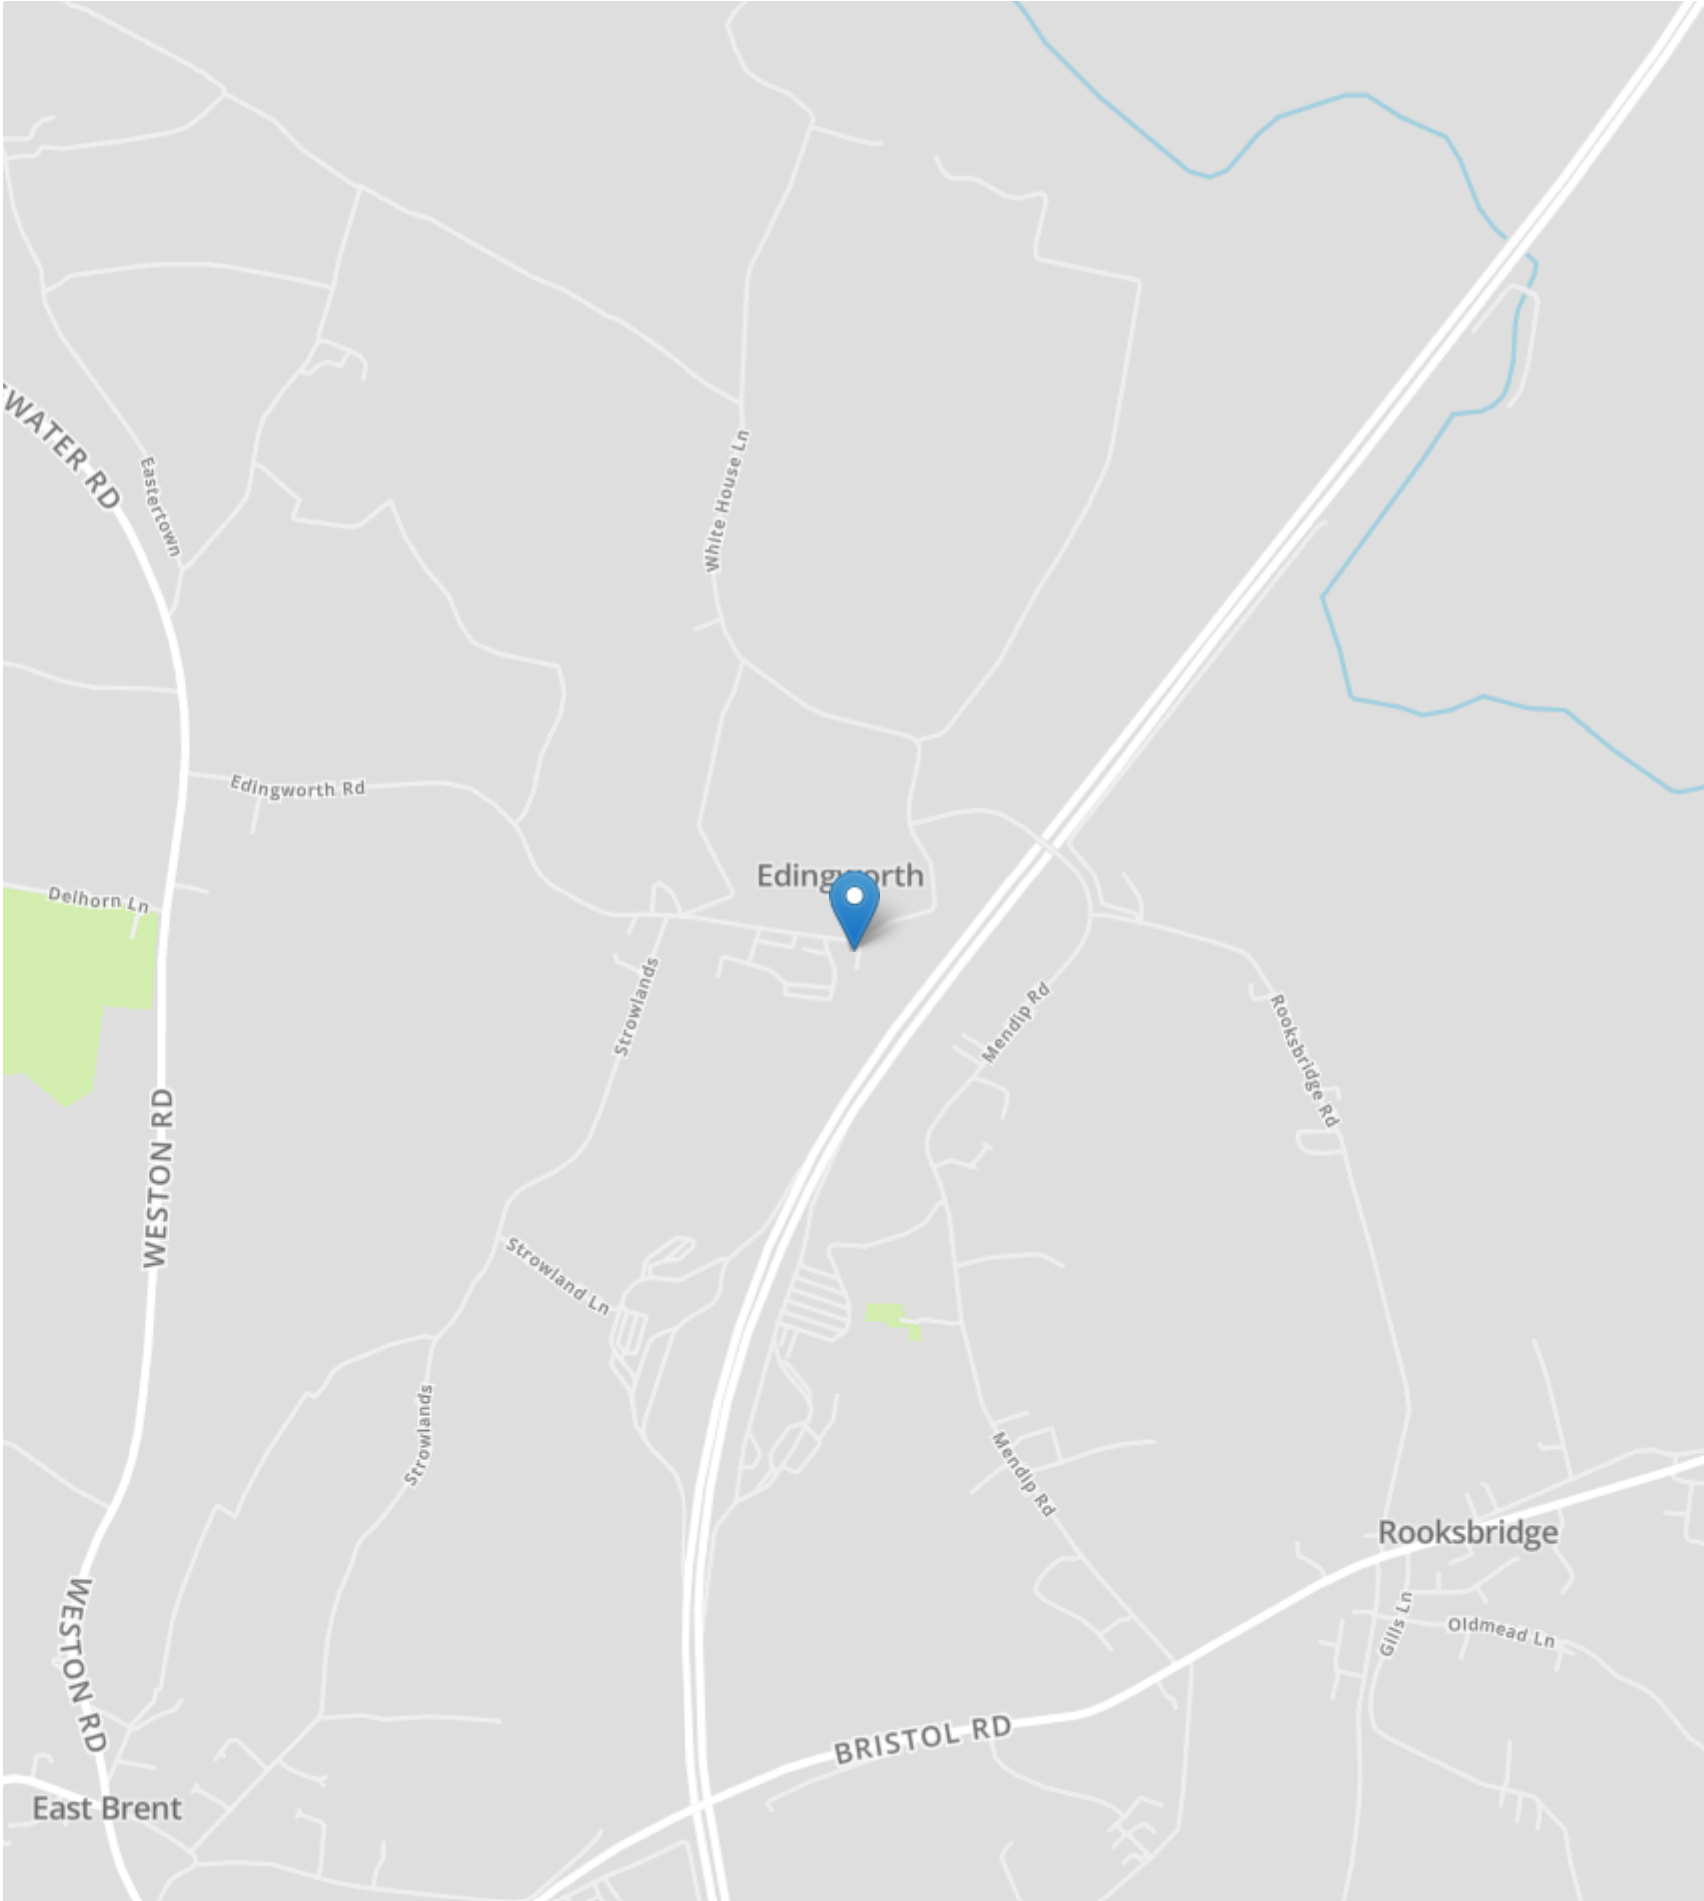 WATER RD
Eastertown
White House Ln
Edingworth Rd
Edingworth
Delhorn Ln
Strowlands
Mendip Rd
Rooksbridge Rd
WESTON RD
Strowland Ln
Strowlands
Mendip Rd
Rooksbridge
WESTON RD
Gills Ln
Oldmead Ln
BRISTOL RD
East Brent